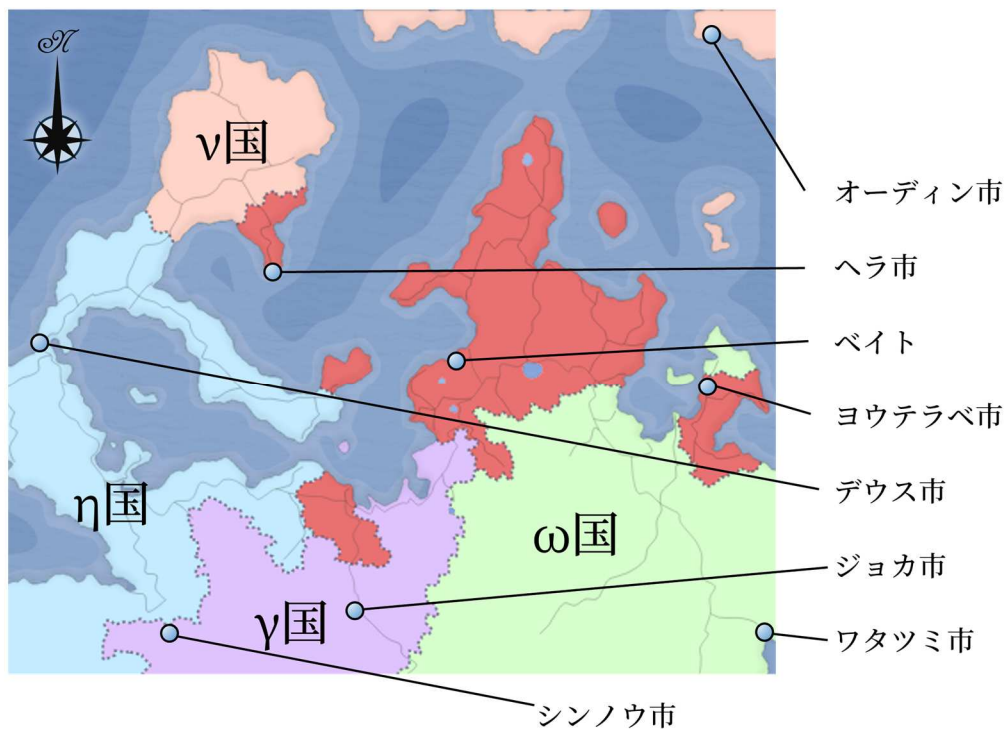 N
ν国
オーディン市
ヘラ市
ベイト
ヨウテラベ市
η国
デウス市
ω国
ジョカ市
γ国
ワタツミ市
シンノウ市